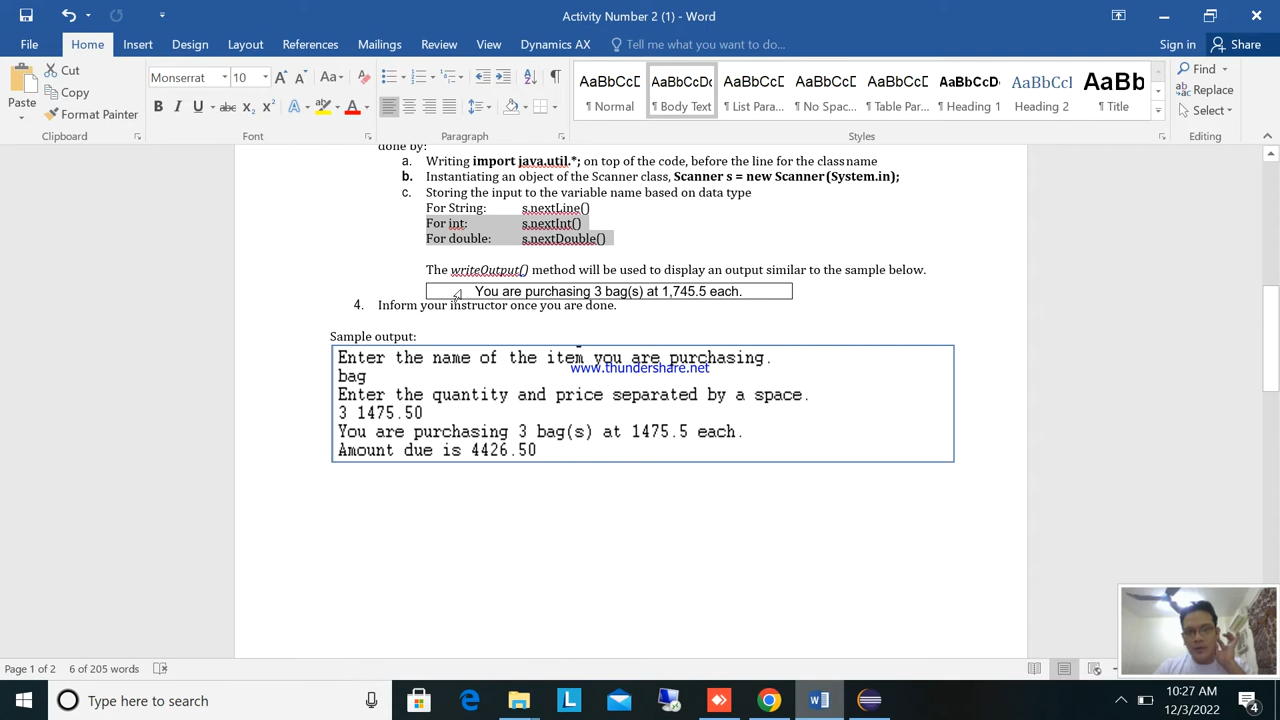 Activity Number 2 (1) - Word
File Home Insert Design Layout References Mailings Review View Dynamics AX Tell me what you want to do... Sign in Share
Paste Cut Copy Format Painter
Monserrat 10 Aa
B I U abc x₂ x² A A
AaBbCcD AaBbCcDc AaBbCcD AaBbCcD AaBbCcD AaBbCcD AaBbCcD AaBb
¶ Normal ¶ Body Text ¶ List Para... ¶ No Spac... ¶ Table Par... ¶ Heading 1 Heading 2 ¶ Title
Find Replace Select
Clipboard Font Paragraph Styles Editing
done by:
a. Writing import java.util.*; on top of the code, before the line for the class name
b. Instantiating an object of the Scanner class, Scanner s = new Scanner(System.in);
c. Storing the input to the variable name based on data type
For String: s.nextLine()
For int: s.nextInt()
For double: s.nextDouble()
The writeOutput() method will be used to display an output similar to the sample below.
You are purchasing 3 bag(s) at 1,745.5 each.
4. Inform your instructor once you are done.
Sample output:
Enter the name of the item you are purchasing.
www.thundershare.net
bag
Enter the quantity and price separated by a space.
3 1475.50
You are purchasing 3 bag(s) at 1475.5 each.
Amount due is 4426.50
Page 1 of 2 6 of 205 words
Type here to search
10:27 AM
12/3/2022
4